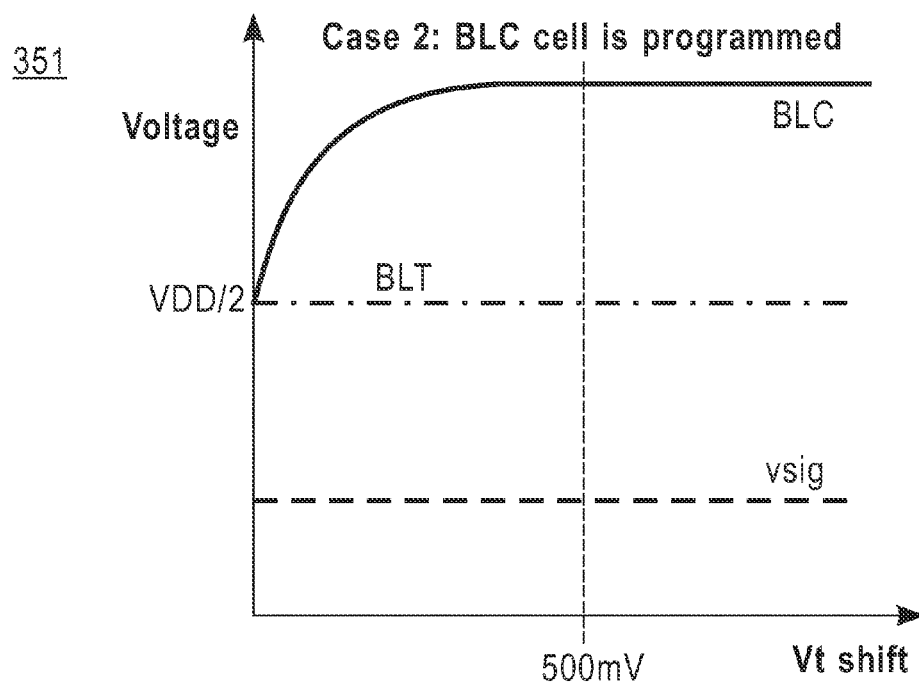 351
Case 2: BLC cell is programmed
Voltage
BLC
BLT
VDD/2
vsig
500mV
Vt shift